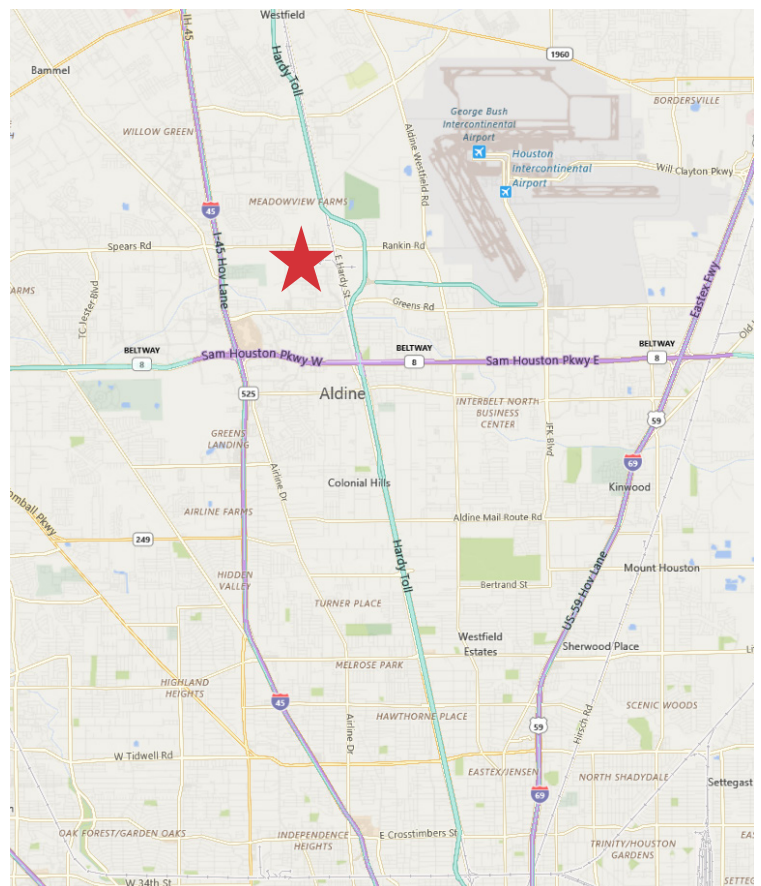 Westfield
IH-45
Hardy Toll
1960
Bammel
BORDERSVILLE
George Bush
Intercontinental
Airport
WILLOW GREEN
Aldine Westfield Rd
Houston
Intercontinental
Airport
Will Clayton Pkwy
MEADOWVIEW FARMS
45
Spears Rd
Rankin Rd
I-45 Hov Lane
E Hardy St
ARMS
TC Jester Blvd
Greens Rd
Eastex Fwy
Old
BELTWAY
8
Sam Houston Pkwy W
BELTWAY
8
Sam Houston Pkwy E
BELTWAY
8
525
Aldine
INTERBELT NORTH
BUSINESS
CENTER
59
GREENS
LANDING
JFK Blvd
69
Airline Dr
Colonial Hills
Kinwood
omball Pkwy
AIRLINE FARMS
Aldine Mail Route Rd
249
Hardy Toll
US-59 Hov Lane
Mount Houston
HIDDEN
VALLEY
Bertrand St
TURNER PLACE
Westfield
Estates
Sherwood Place
MELROSE PARK
HIGHLAND
HEIGHTS
45
HAWTHORNE PLACE
Hirsch Rd
SCENIC WOODS
Airline Dr
59
W Tidwell Rd
EASTEX/JENSEN
NORTH SHADYDALE
Settegast
69
OAK FOREST/GARDEN OAKS
INDEPENDENCE
HEIGHTS
E Crosstimbers St
TRINITY/HOUSTON
GARDENS
EAS
W 34th St
SETTEG